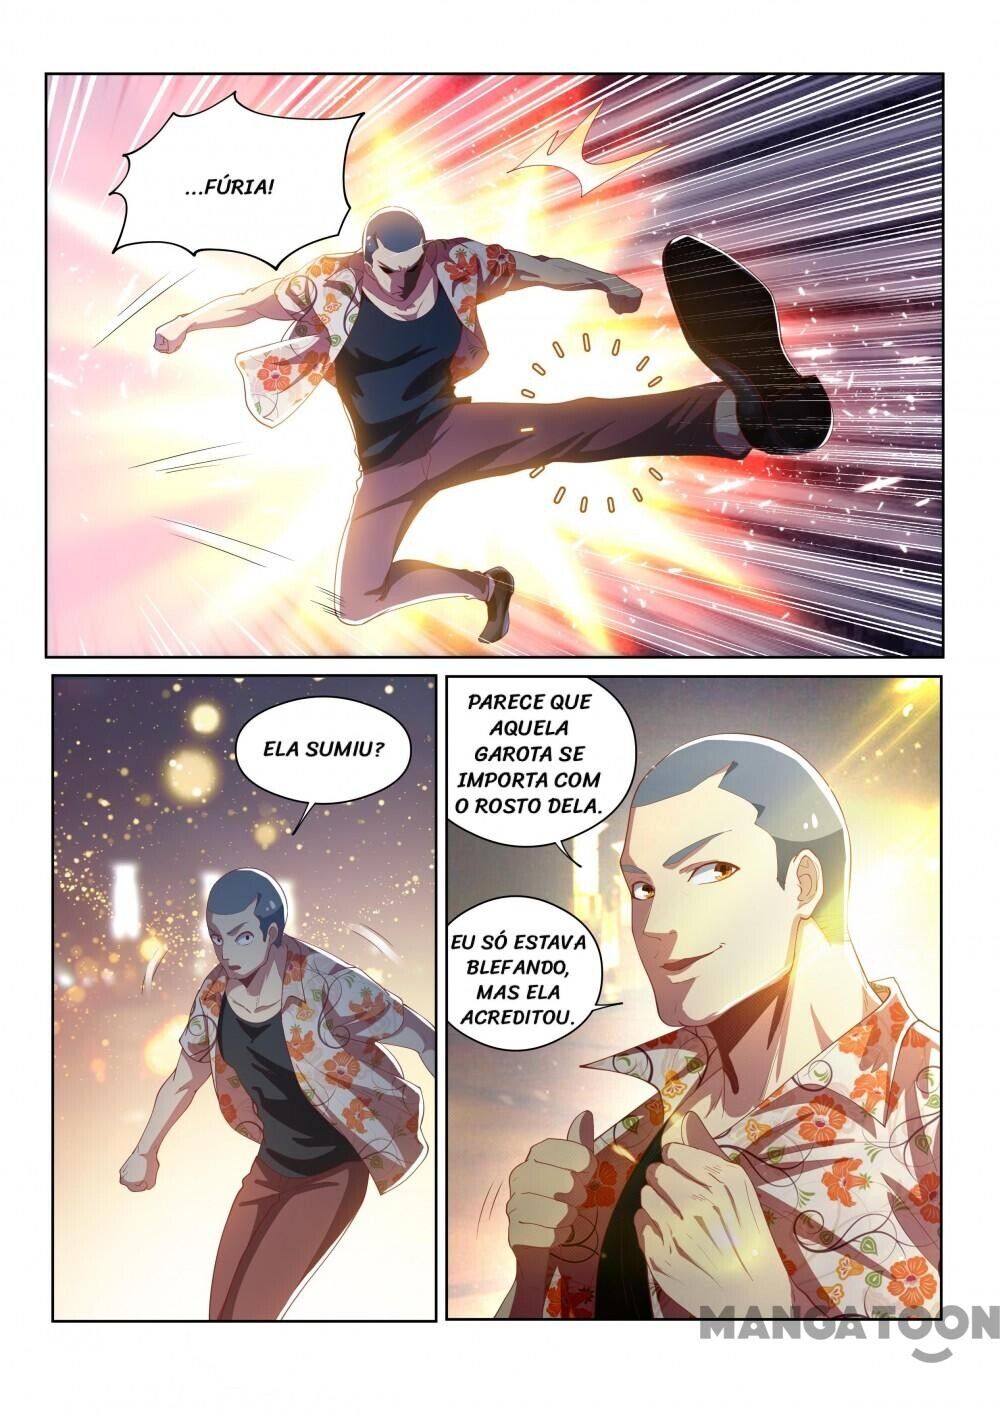 ...FÚRIA!
ELA SUMIU?
PARECE QUE
AQUELA
GAROTA SE
IMPORTA COM
O ROSTO DELA.
EU SÓ ESTAVA
BLEFANDO,
MAS ELA
ACREDITOU.
MANGATOON